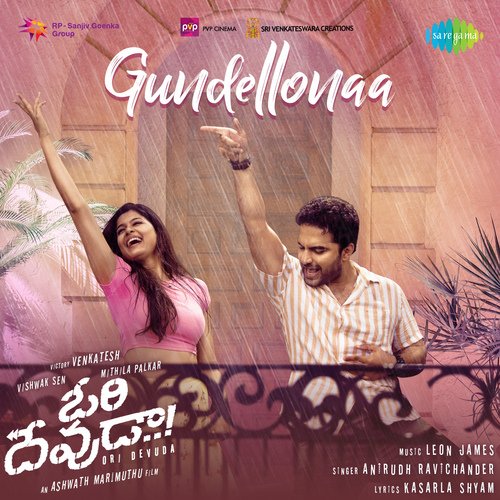 RP-Sanjiv Goenka
Group
pvp
PVP CINEMA
SRI VENKATESWARA CREATIONS
saregama
Gundellonaa
VICTORY VENKATESH
VISHWAK SEN
MITHILA PALKAR
ఓరి
దేవుడా..!
ORI DEVUDA
AN ASHWATH MARIMUTHU FILM
MUSIC LEON JAMES
SINGER ANIRUDH RAVICHANDER
LYRICS KASARLA SHYAM